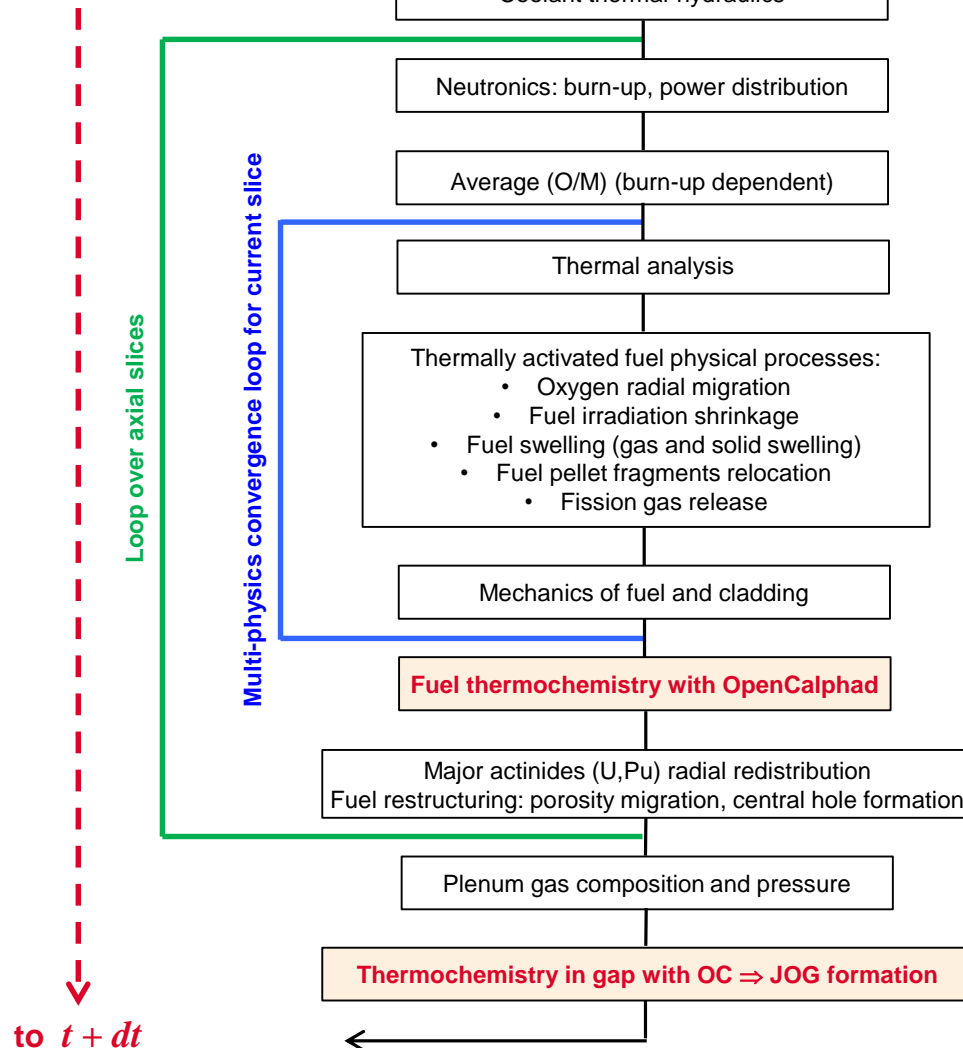 Coolant thermal-hydraulics
Neutronics: burn-up, power distribution
Average (O/M) (burn-up dependent)
Thermal analysis
Thermally activated fuel physical processes:
• Oxygen radial migration
• Fuel irradiation shrinkage
• Fuel swelling (gas and solid swelling)
• Fuel pellet fragments relocation
• Fission gas release
Mechanics of fuel and cladding
Fuel thermochemistry with OpenCalphad
Major actinides (U,Pu) radial redistribution
Fuel restructuring: porosity migration, central hole formation
Plenum gas composition and pressure
Thermochemistry in gap with OC ⇒ JOG formation
Loop over axial slices
Multi-physics convergence loop for current slice
to t + dt